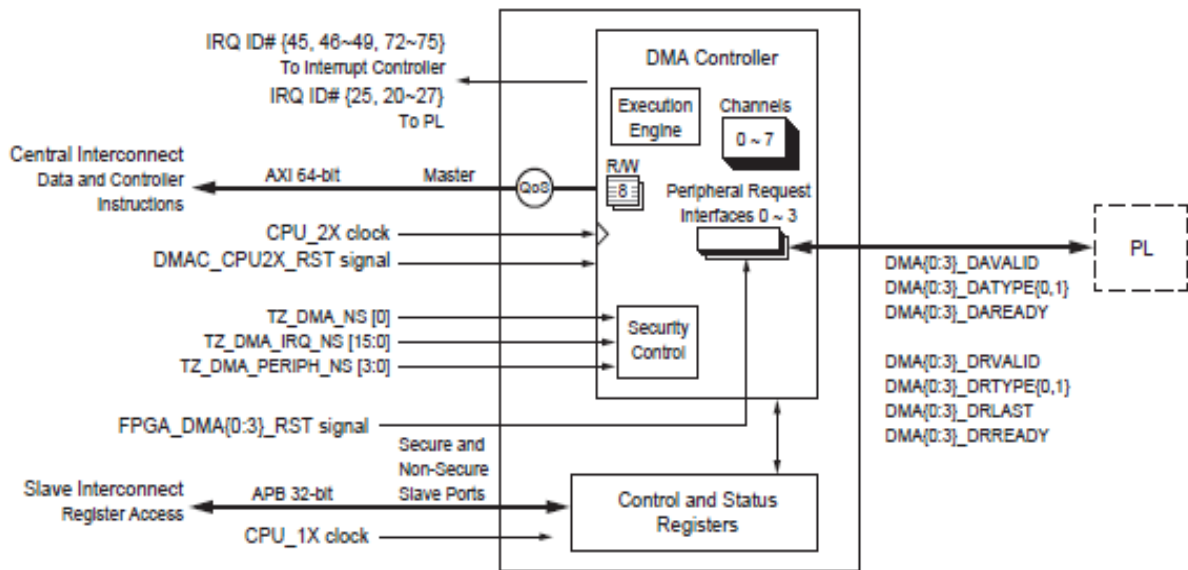 IRQ ID# {45, 46~49, 72~75}
To Interrupt Controller
IRQ ID# {25, 20~27}
To PL
DMA Controller
Execution
Engine
Channels
0 ~ 7
Central Interconnect
Data and Controller
Instructions
AXI 64-bit
Master
QoS
R/W
8
Peripheral Request
Interfaces 0 ~ 3
CPU_2X clock
DMAC_CPU2X_RST signal
PL
DMA{0:3}_DAVALID
DMA{0:3}_DATYPE{0,1}
DMA{0:3}_DAREADY
TZ_DMA_NS [0]
TZ_DMA_IRQ_NS [15:0]
TZ_DMA_PERIPH_NS [3:0]
Security
Control
DMA{0:3}_DRVALID
DMA{0:3}_DRTYPE{0,1}
DMA{0:3}_DRLAST
DMA{0:3}_DRREADY
FPGA_DMA{0:3}_RST signal
Secure and
Non-Secure
Slave Ports
Slave Interconnect
Register Access
APB 32-bit
Control and Status
Registers
CPU_1X clock